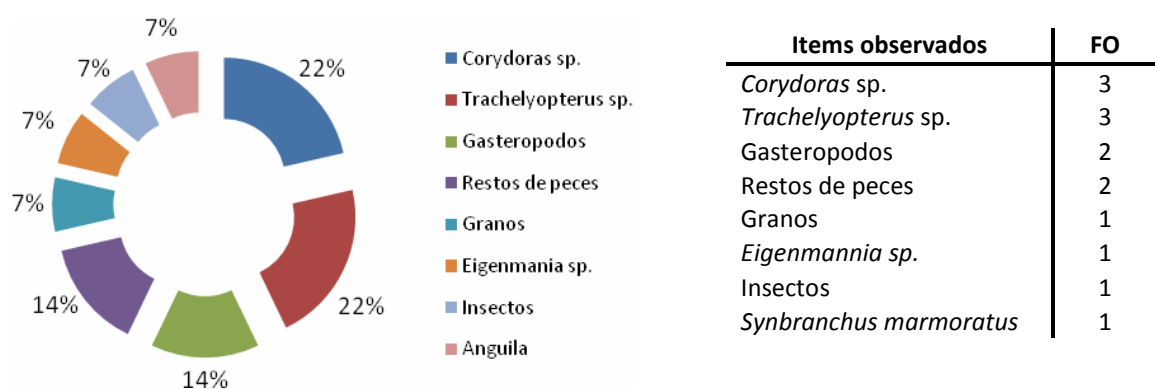 7%
7%
7%
7%
14%
14%
22%
22%
Corydoras sp.
Trachelyopterus sp.
Gasteropodos
Restos de peces
Granos
Eigenmania sp.
Insectos
Anguila
Items observados FO
Corydoras sp. 3
Trachelyopterus sp. 3
Gasteropodos 2
Restos de peces 2
Granos 1
Eigenmannia sp. 1
Insectos 1
Synbranchus marmoratus 1